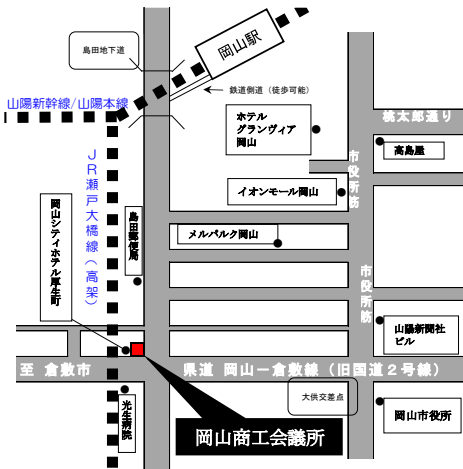 島田地下道
岡山駅
鉄道側道（徒歩可能）
山陽新幹線/山陽本線
ホテル
グランヴィア
岡山
桃太郎通り
高島屋
市役所筋
JR瀬戸大橋線（高架）
イオンモール岡山
岡山シティホテル厚生町
島田郵便局
メルパルク岡山
市役所筋
山陽新聞社
ビル
至 倉敷市
県道 岡山－倉敷線（旧国道２号線）
大供交差点
光生病院
岡山市役所
岡山商工会議所